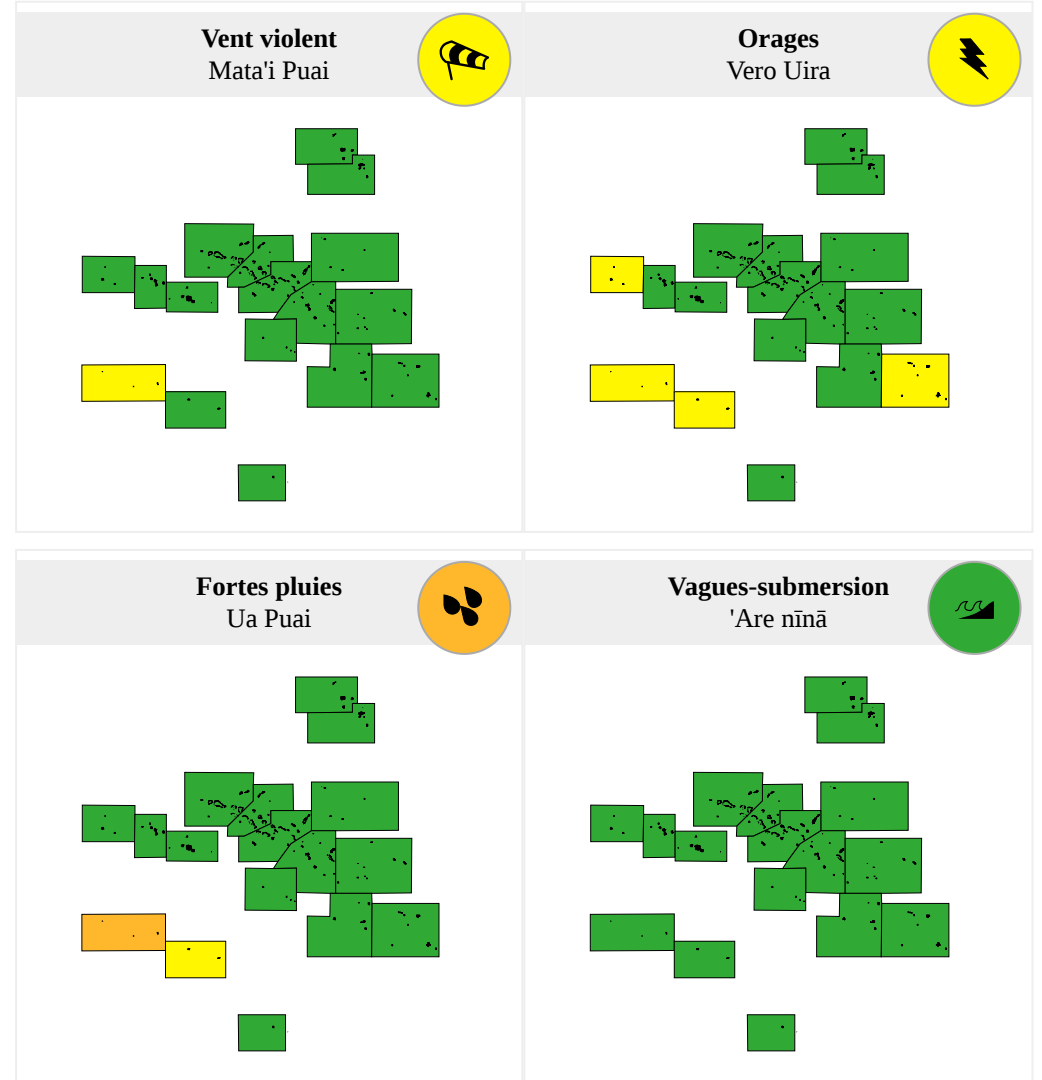 Vent violent
Mata'i Puai
Orages
Vero Uira
Fortes pluies
Ua Puai
Vagues-submersion
'Are nīnā